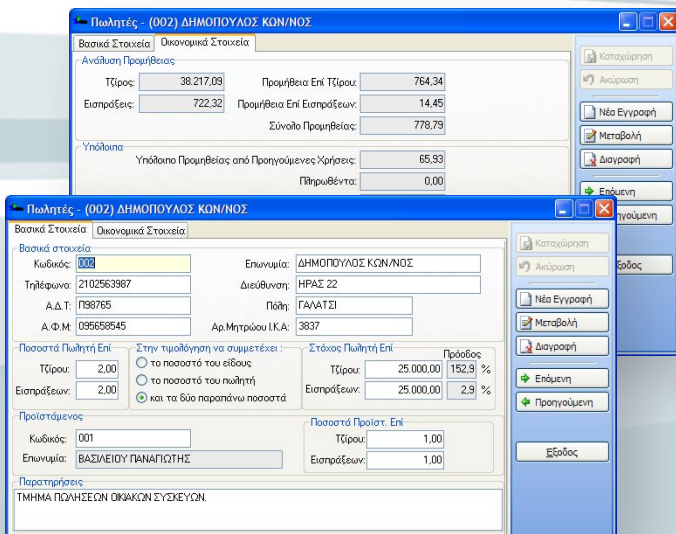 Πωλητές - (002) ΔΗΜΟΠΟΥΛΟΣ ΚΩΝ/ΝΟΣ
Βασικά Στοιχεία Οικονομικά Στοιχεία
Ανάλυση Προμήθειας
Τζίρος: 38.217,09 Προμήθεια Επί Τζίρου: 764,34
Εισπράξεις: 722,32 Προμήθεια Επί Εισπράξεων: 14,45
Σύνολο Προμηθείας: 778,79
Υπόλοιπα
Υπόλοιπο Προμηθείας από Προηγούμενες Χρήσεις: 65,93
Πληρωθέντα: 0,00
Καταχώρηση
Ακύρωση
Νέα Εγγραφή
Μεταβολή
Διαγραφή
Επόμενη
ηγούμενη
ξοδος
Πωλητές - (002) ΔΗΜΟΠΟΥΛΟΣ ΚΩΝ/ΝΟΣ
Βασικά Στοιχεία Οικονομικά Στοιχεία
Βασικά στοιχεία
Κωδικός: 002 Επωνυμία: ΔΗΜΟΠΟΥΛΟΣ ΚΩΝ/ΝΟΣ
Τηλέφωνο: 2102563987 Διεύθυνση: ΗΡΑΣ 22
Α.Δ.Τ: Π98765 Πόλη: ΓΑΛΑΤΣΙ
Α.Φ.Μ: 095658545 Αρ.Μητρώου Ι.Κ.Α: 3837
Ποσοστά Πωλητή Επί Στην τιμολόγηση να συμμετέχει : Στόχος Πωλητή Επί Πρόοδος
Τζίρου: 2,00 το ποσοστό του είδους Τζίρου: 25.000,00 152,9 %
Εισπράξεων: 2,00 το ποσοστό του πωλητή Εισπράξεων: 25.000,00 2,9 %
και τα δύο παραπάνω ποσοστά
Προϊστάμενος Ποσοστά Προϊστ. Επί
Κωδικός: 001 Τζίρου: 1,00
Επωνυμία: ΒΑΣΙΛΕΙΟΥ ΠΑΝΑΓΙΩΤΗΣ Εισπράξεων: 1,00
Παρατηρήσεις
ΤΜΗΜΑ ΠΩΛΗΣΕΩΝ ΟΙΚΙΑΚΩΝ ΣΥΣΚΕΥΩΝ.
Καταχώρηση
Ακύρωση
Νέα Εγγραφή
Μεταβολή
Διαγραφή
Επόμενη
Προηγούμενη
Έξοδος